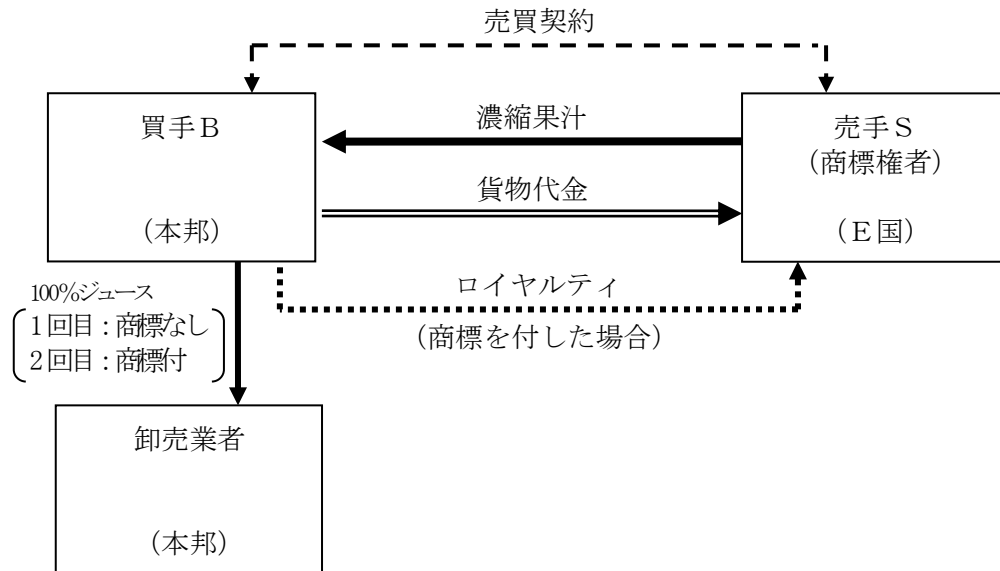 売買契約
買手B
(本邦)
濃縮果汁
貨物代金
売手S
(商標権者)
(E国)
ロイヤルティ
(商標を付した場合)
100%ジュース
1回目:商標なし
2回目:商標付
卸売業者
(本邦)